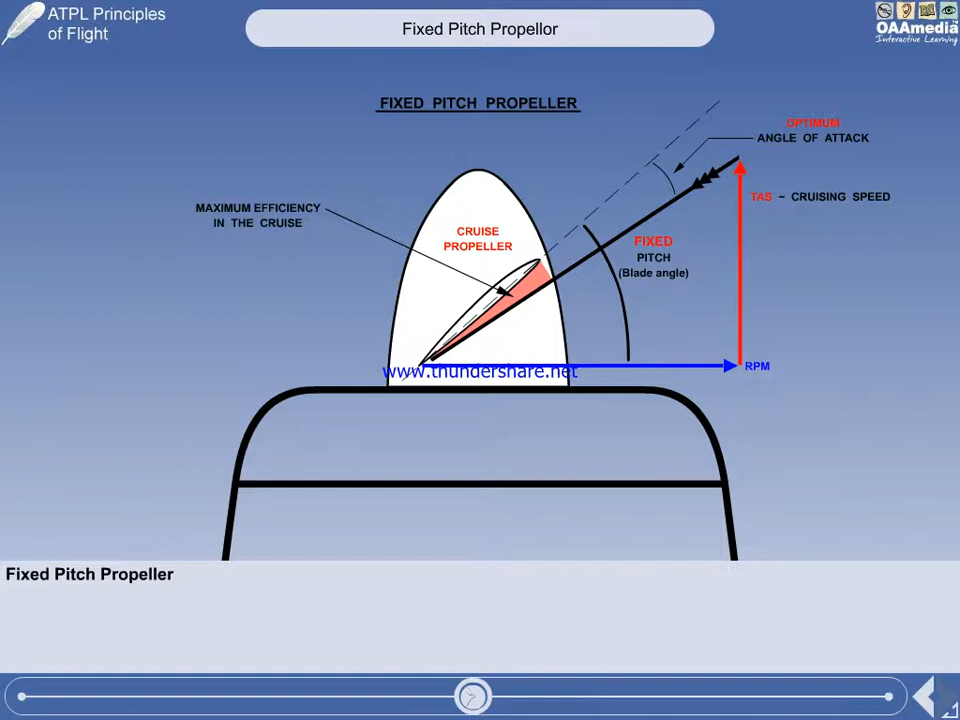 ATPL Principles
of Flight
Fixed Pitch Propellor
OAAmedia
Interactive Learning
FIXED PITCH PROPELLER
OPTIMUM
ANGLE OF ATTACK
TAS - CRUISING SPEED
MAXIMUM EFFICIENCY
IN THE CRUISE
CRUISE
PROPELLER
FIXED
PITCH
(Blade angle)
RPM
www.thundershare.net
Fixed Pitch Propeller